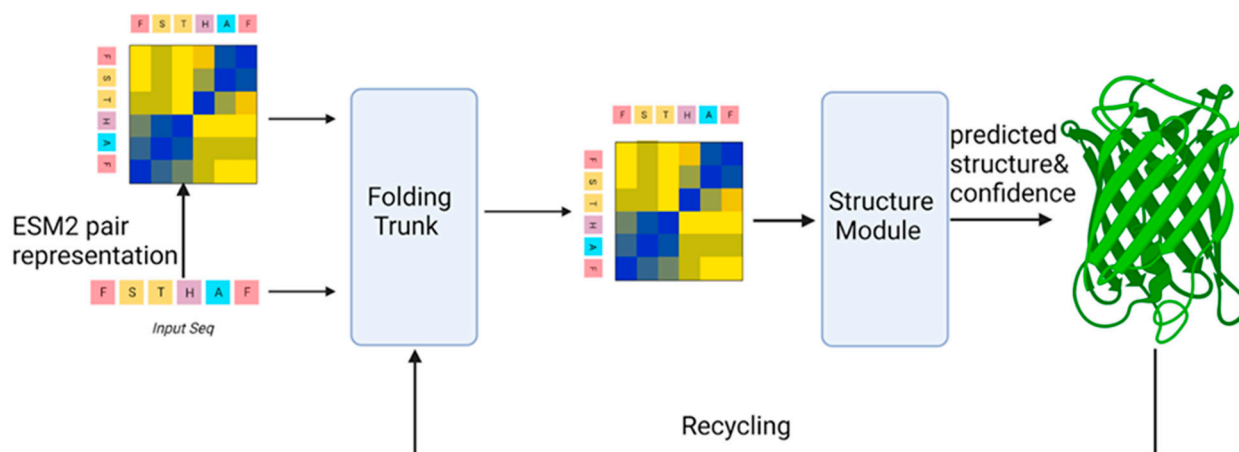 F S T H A F
F
S
T
H
A
F
ESM2 pair
representation
F S T H A F
Input Seq
Folding
Trunk
F S T H A F
F
S
T
H
A
F
Structure
Module
predicted
structure&
confidence
Recycling